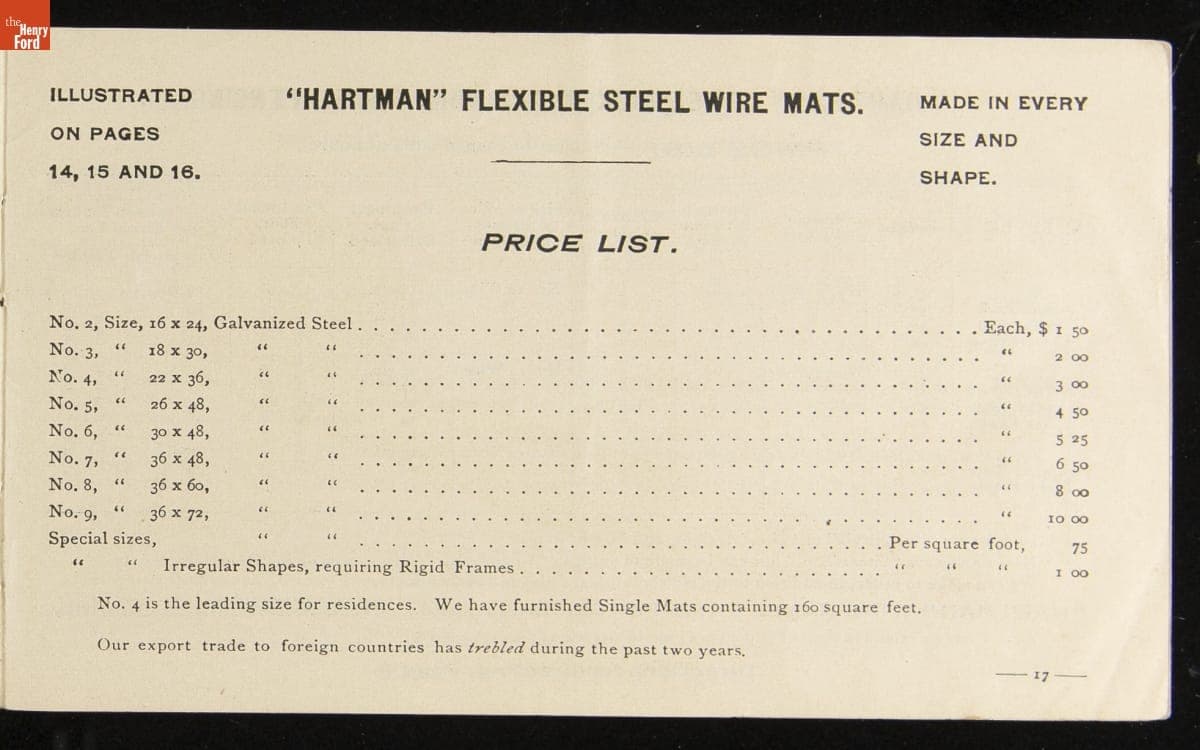 the
Henry
Ford
ILLUSTRATED
ON PAGES
14, 15 AND 16.
"HARTMAN" FLEXIBLE STEEL WIRE MATS.
MADE IN EVERY
SIZE AND
SHAPE.
PRICE LIST.
No. 2, Size, 16 x 24, Galvanized Steel . . . . . . . . . . Each, $ 1 50
No. 3, " 18 x 30, " " . . . . . . . . . . " 2 00
No. 4, " 22 x 36, " " . . . . . . . . . . " 3 00
No. 5, " 26 x 48, " " . . . . . . . . . . " 4 50
No. 6, " 30 x 48, " " . . . . . . . . . . " 5 25
No. 7, " 36 x 48, " " . . . . . . . . . . " 6 50
No. 8, " 36 x 60, " " . . . . . . . . . . " 8 00
No. 9, " 36 x 72, " " . . . . . . . . . . " 10 00
Special sizes, " " . . . . . . . . . . Per square foot, 75
" " Irregular Shapes, requiring Rigid Frames . . . . . . . . . . " " " 1 00
No. 4 is the leading size for residences. We have furnished Single Mats containing 160 square feet.
Our export trade to foreign countries has trebled during the past two years.
— 17 —